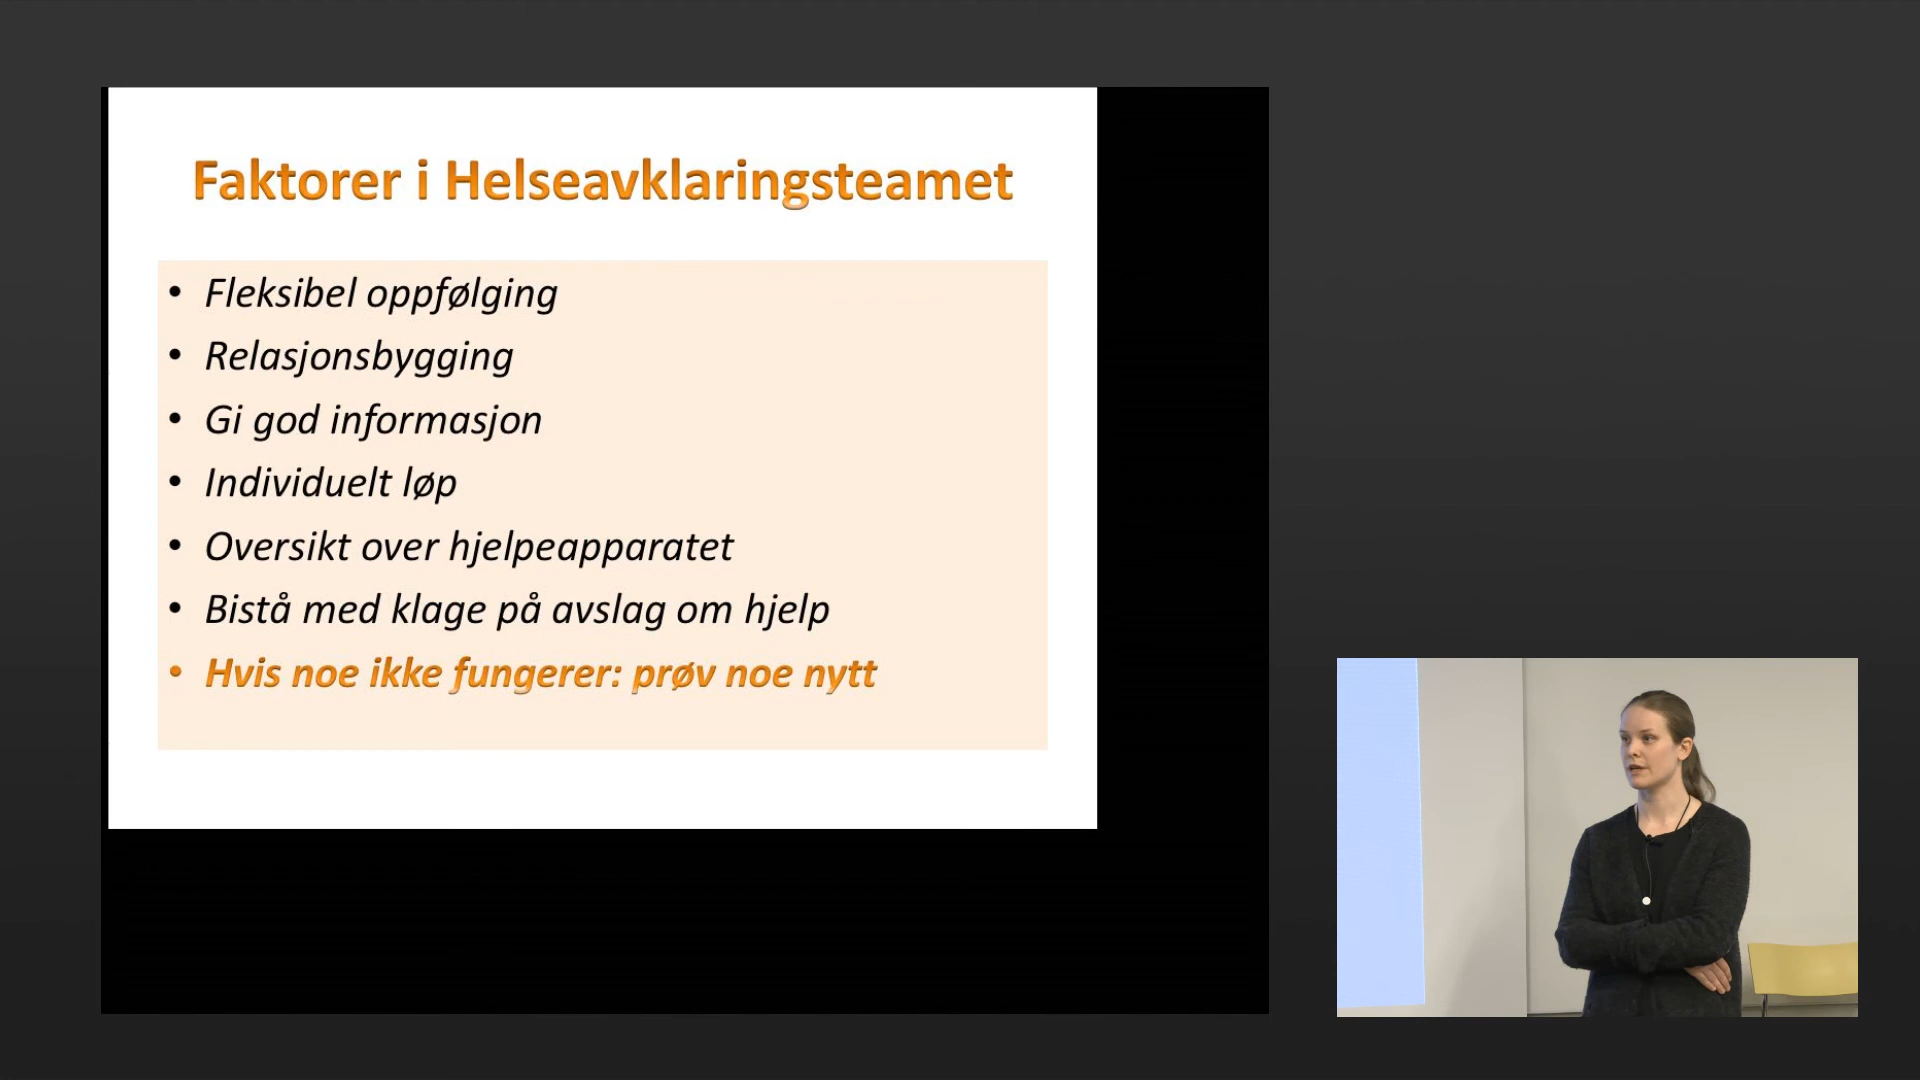 Faktorer i Helseavklaringsteamet
• Fleksibel oppfølging
• Relasjonsbygging
• Gi god informasjon
• Individuelt løp
• Oversikt over hjelpeapparatet
• Bistå med klage på avslag om hjelp
• Hvis noe ikke fungerer: prøv noe nytt